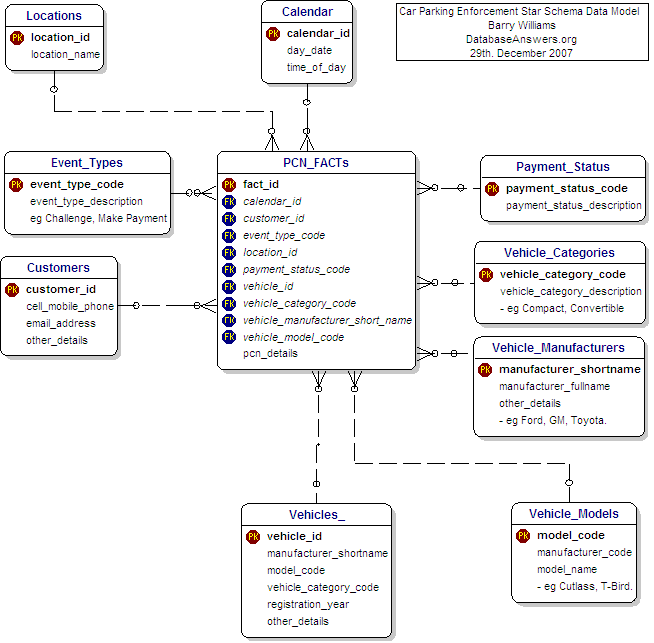 Locations
PK location_id
location_name
Calendar
PK calendar_id
day_date
time_of_day
Car Parking Enforcement Star Schema Data Model
Barry Williams
DatabaseAnswers.org
29th. December 2007
Event_Types
PK event_type_code
event_type_description
eg Challenge, Make Payment
PCN_FACTs
PK fact_id
FK calendar_id
FK customer_id
FK event_type_code
FK location_id
FK payment_status_code
FK vehicle_id
FK vehicle_category_code
FK vehicle_manufacturer_short_name
FK vehicle_model_code
pcn_details
Payment_Status
PK payment_status_code
payment_status_description
Customers
PK customer_id
cell_mobile_phone
email_address
other_details
Vehicle_Categories
PK vehicle_category_code
vehicle_category_description
- eg Compact, Convertible
Vehicle_Manufacturers
PK manufacturer_shortname
manufacturer_fullname
other_details
- eg Ford, GM, Toyota.
Vehicles_
PK vehicle_id
manufacturer_shortname
model_code
vehicle_category_code
registration_year
other_details
Vehicle_Models
PK model_code
manufacturer_code
model_name
- eg Cutlass, T-Bird.